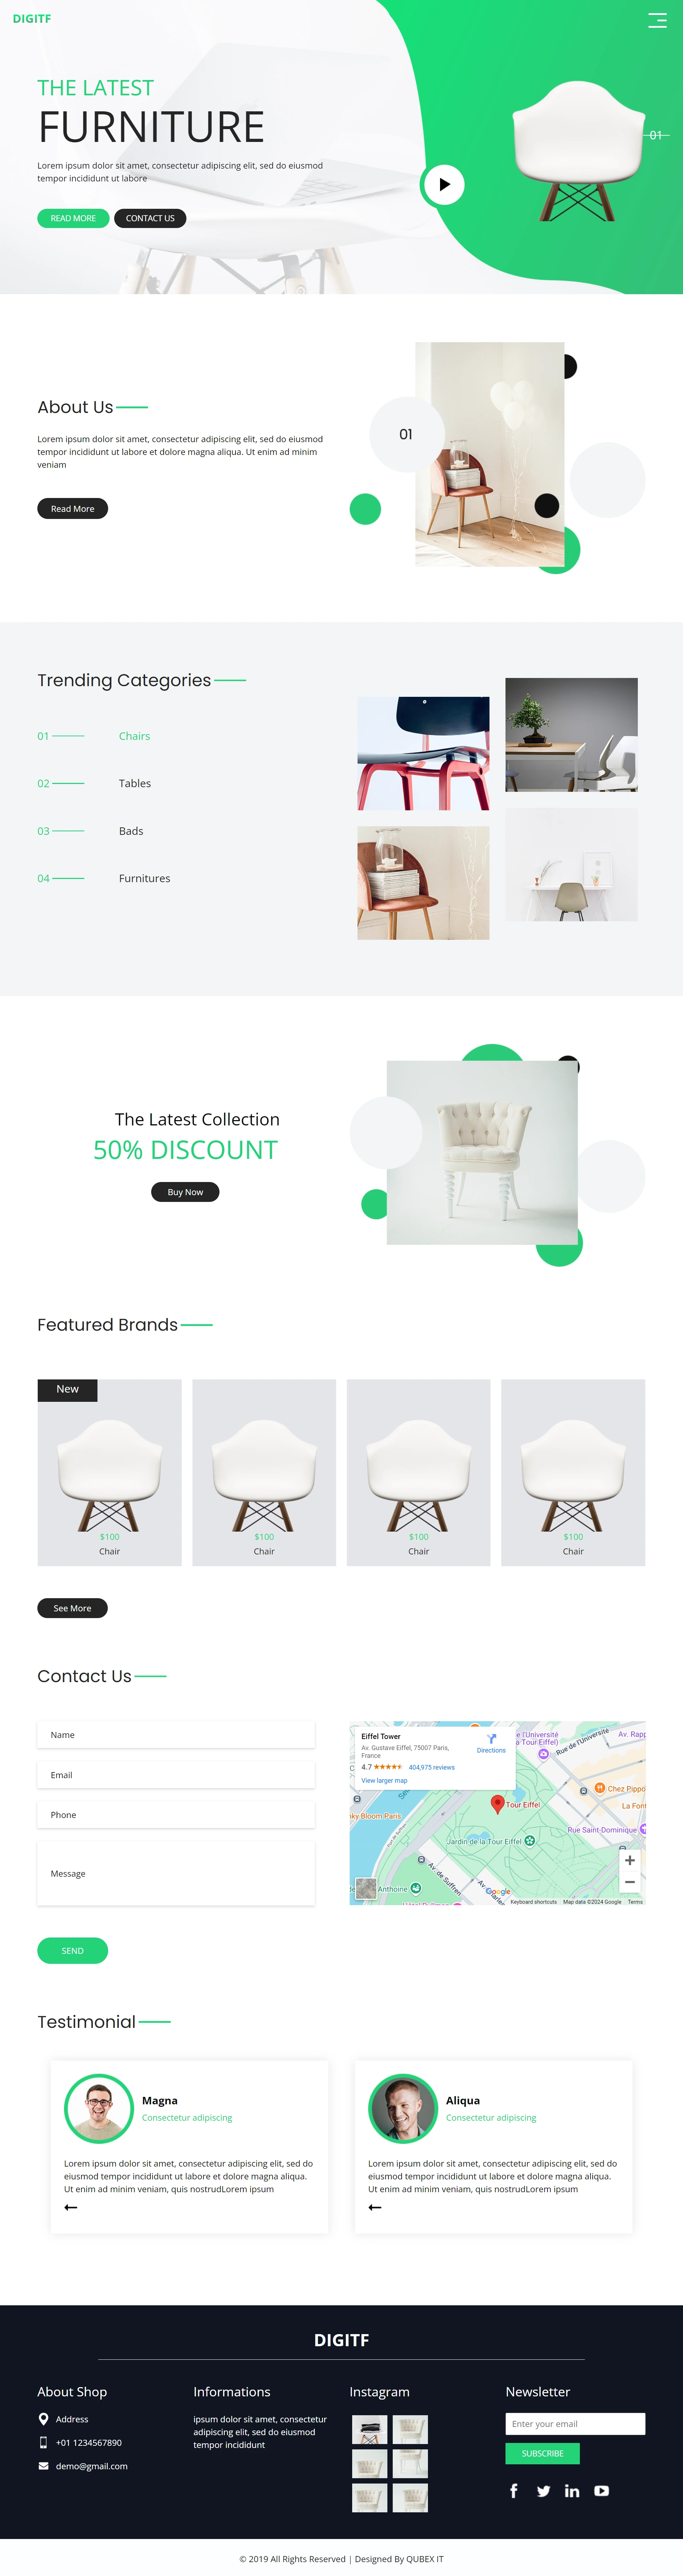 DIGITF
THE LATEST
FURNITURE
Lorem ipsum dolor sit amet, consectetur adipiscing elit, sed do eiusmod
tempor incididunt ut labore
READ MORE
CONTACT US
01
About Us
Lorem ipsum dolor sit amet, consectetur adipiscing elit, sed do eiusmod
tempor incididunt ut labore et dolore magna aliqua. Ut enim ad minim
veniam
Read More
01
Trending Categories
01 Chairs
02 Tables
03 Bads
04 Furnitures
The Latest Collection
50% DISCOUNT
Buy Now
Featured Brands
New
$100
Chair
$100
Chair
$100
Chair
$100
Chair
See More
Contact Us
Name
Email
Phone
Message
SEND
Eiffel Tower
Av. Gustave Eiffel, 75007 Paris,
France
4.7
404,975 reviews
View larger map
Directions
Rue de l'Université
Tour Eiffel
Chez Pippo
Rue Saint-Dominique
Jardin de la Tour Eiffel
Bloom Paris
Av. de Suffren
Anthoine
Google
Keyboard shortcuts
Map data ©2024 Google
Terms
Testimonial
Magna
Consectetur adipiscing
Lorem ipsum dolor sit amet, consectetur adipiscing elit, sed do
eiusmod tempor incididunt ut labore et dolore magna aliqua.
Ut enim ad minim veniam, quis nostrudLorem ipsum
Aliqua
Consectetur adipiscing
Lorem ipsum dolor sit amet, consectetur adipiscing elit, sed do
eiusmod tempor incididunt ut labore et dolore magna aliqua.
Ut enim ad minim veniam, quis nostrudLorem ipsum
DIGITF
About Shop
Address
+01 1234567890
demo@gmail.com
Informations
ipsum dolor sit amet, consectetur
adipiscing elit, sed do eiusmod
tempor incididunt
Instagram
Newsletter
Enter your email
SUBSCRIBE
© 2019 All Rights Reserved | Designed By QUBEX IT